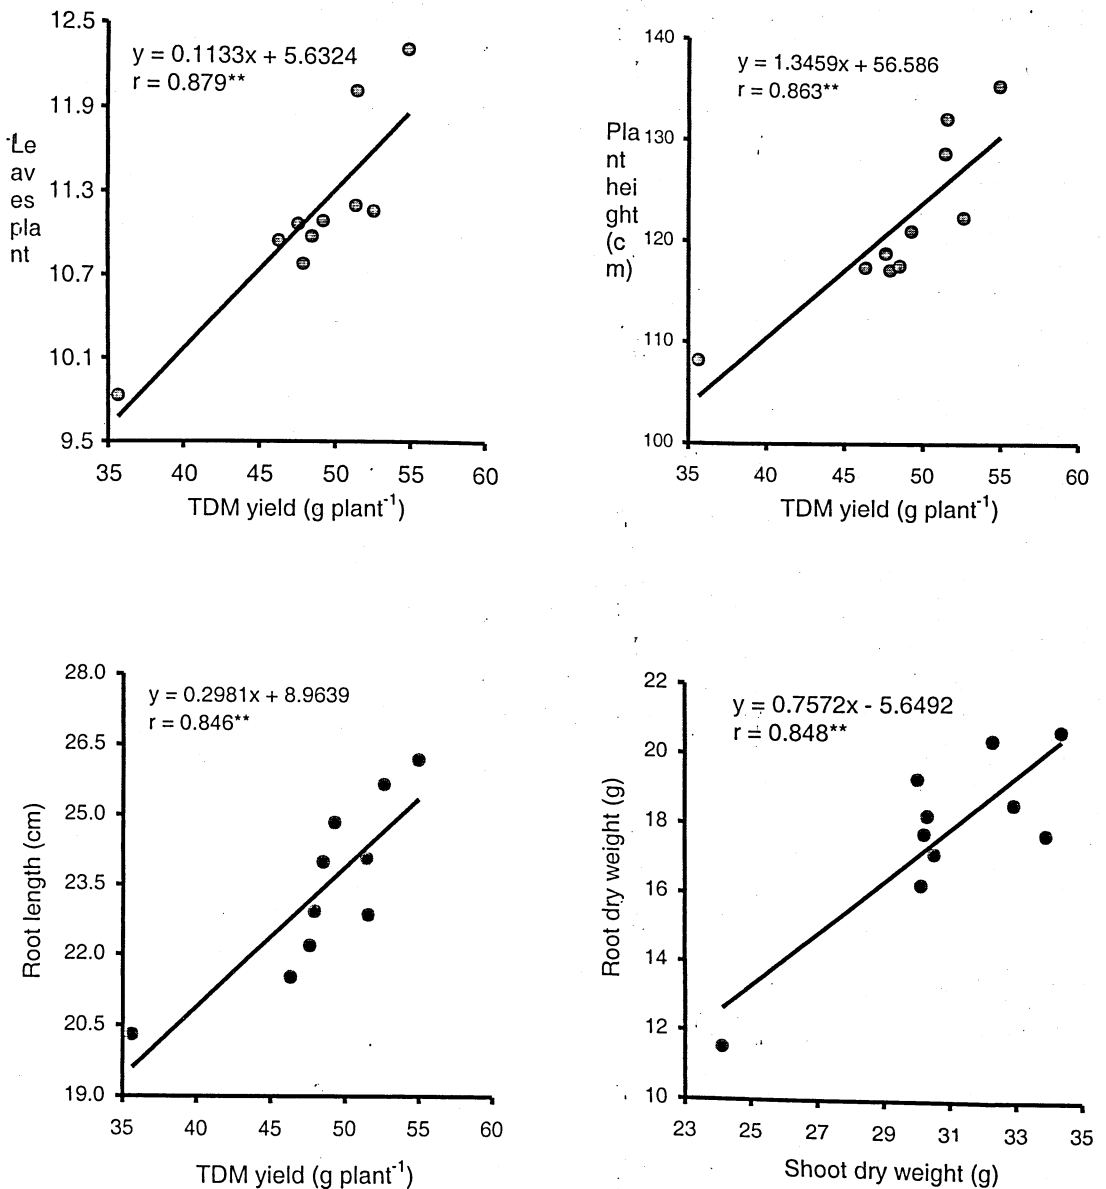 12.5
11.9
11.3
10.7
10.1
9.5
-1
Le
av
es
pla
nt
y = 0.1133x + 5.6324
r = 0.879**
35 40 45 50 55 60
TDM yield (g plant-1)
140
130
120
110
100
Pla
nt
hei
ght
(c
m)
y = 1.3459x + 56.586
r = 0.863**
35 40 45 50 55 60
TDM yield (g plant-1)
28.0
26.5
25.0
23.5
22.0
20.5
19.0
Root length (cm)
y = 0.2981x + 8.9639
r = 0.846**
35 40 45 50 55 60
TDM yield (g plant-1)
22
20
18
16
14
12
10
Root dry weight (g)
y = 0.7572x - 5.6492
r = 0.848**
23 25 27 29 31 33 35
Shoot dry weight (g)